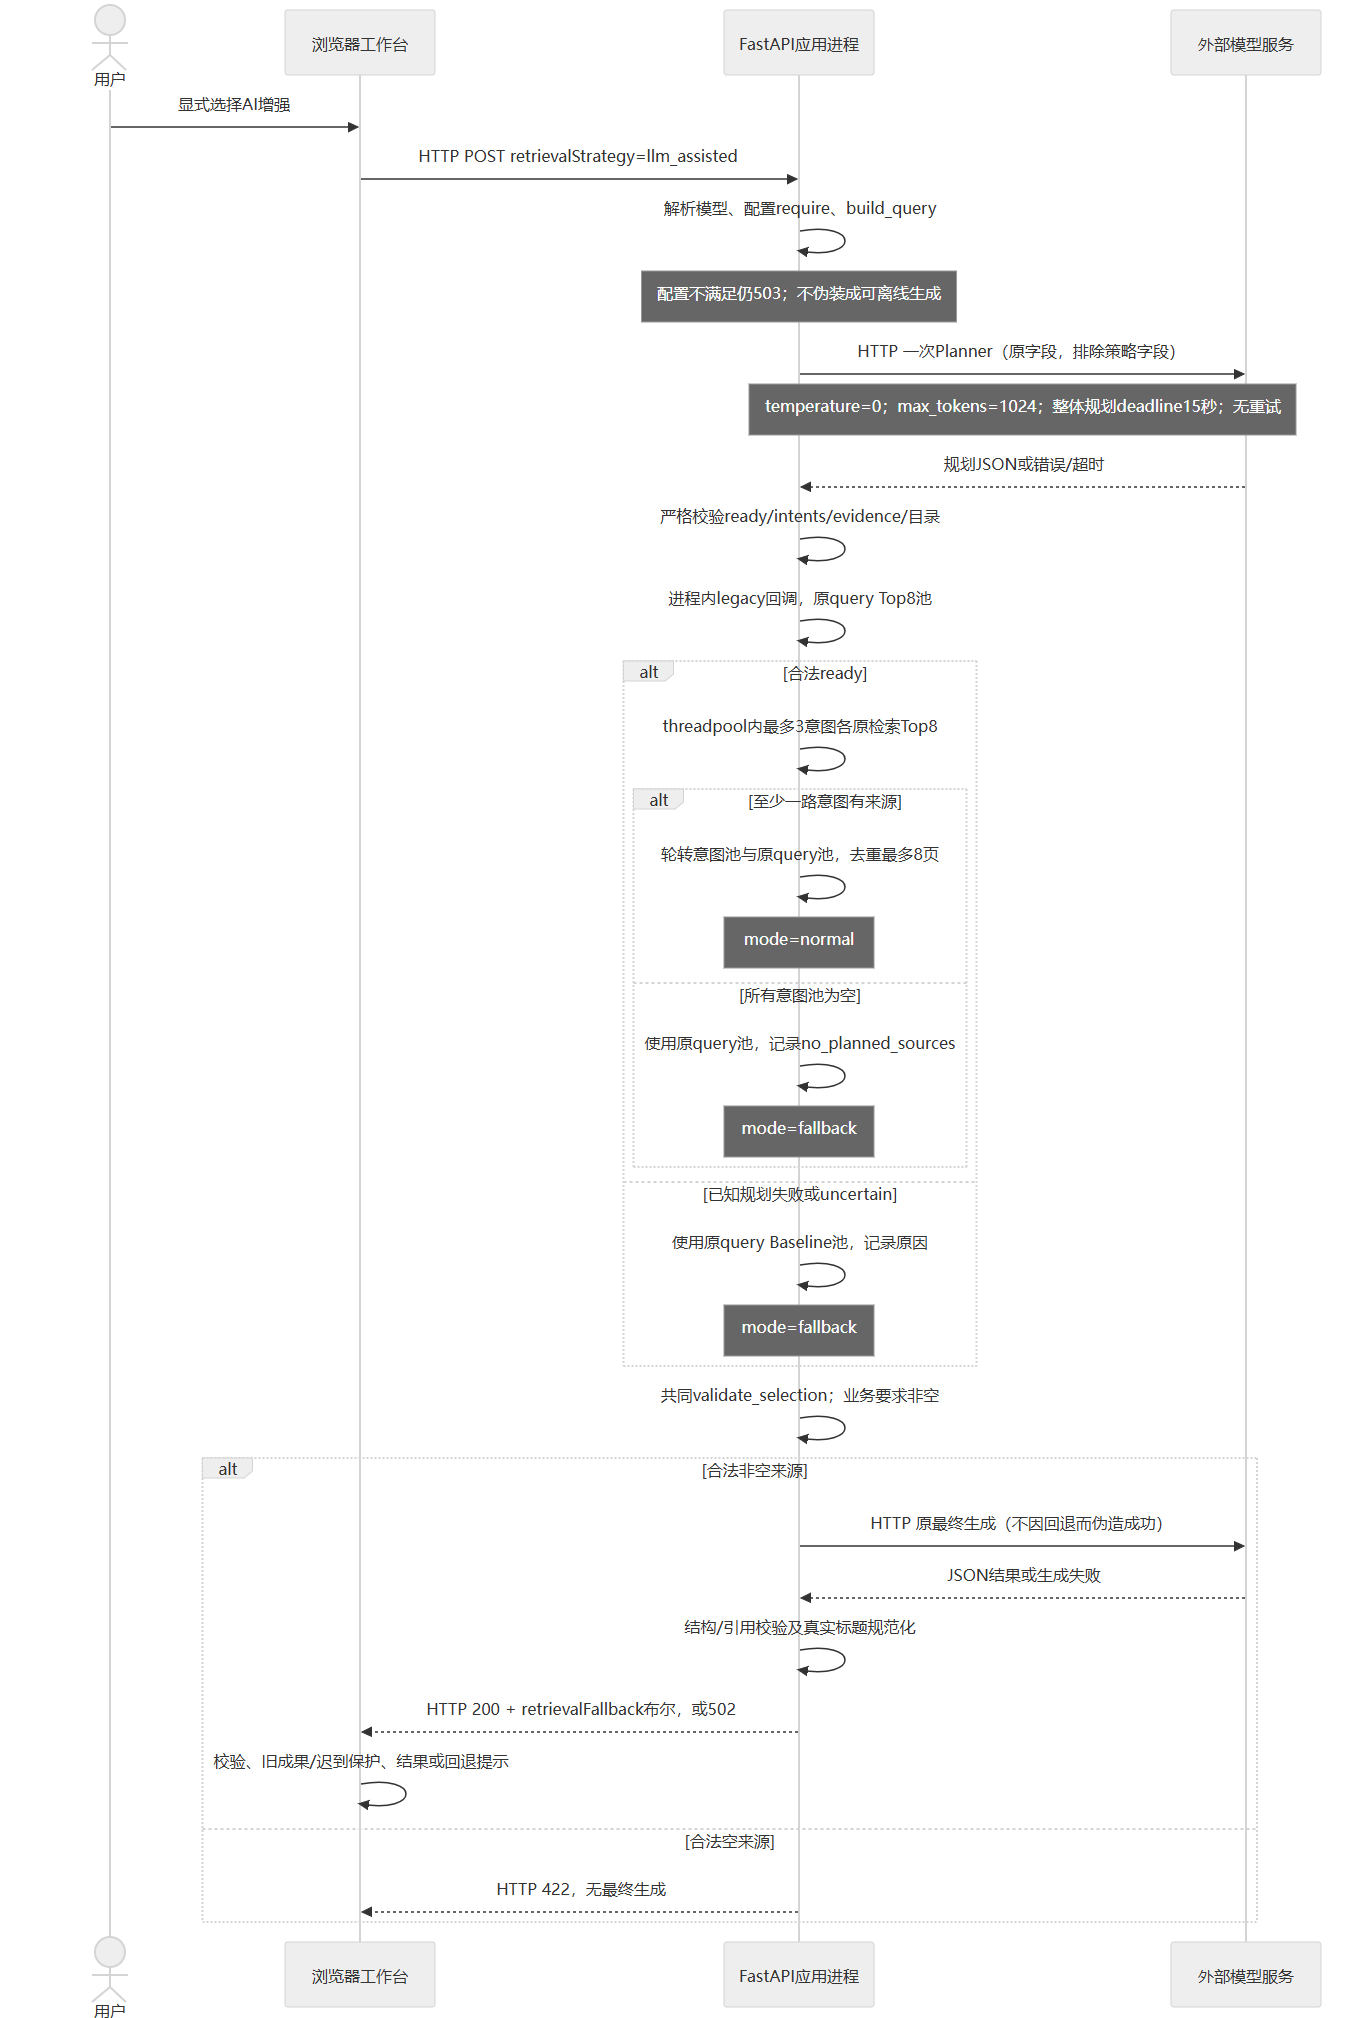 用户
浏览器工作台
FastAPI应用进程
外部模型服务
显式选择AI增强
HTTP POST retrievalStrategy=llm_assisted
解析模型、配置require、build_query
配置不满足仍503；不伪装成可离线生成
HTTP 一次Planner（原字段，排除策略字段）
temperature=0；max_tokens=1024；整体规划deadline15秒；无重试
规划JSON或错误/超时
严格校验ready/intents/evidence/目录
进程内legacy回调，原query Top8池
alt
[合法ready]
threadpool内最多3意图各原检索Top8
alt
[至少一路意图有来源]
轮转意图池与原query池，去重最多8页
mode=normal
[所有意图池为空]
使用原query池，记录no_planned_sources
mode=fallback
[已知规划失败或uncertain]
使用原query Baseline池，记录原因
mode=fallback
共同validate_selection；业务要求非空
alt
[合法非空来源]
HTTP 原最终生成（不因回退而伪造成功）
JSON结果或生成失败
结构/引用校验及真实标题规范化
HTTP 200 + retrievalFallback布尔，或502
校验、旧成果/迟到保护、结果或回退提示
[合法空来源]
HTTP 422，无最终生成
用户
浏览器工作台
FastAPI应用进程
外部模型服务